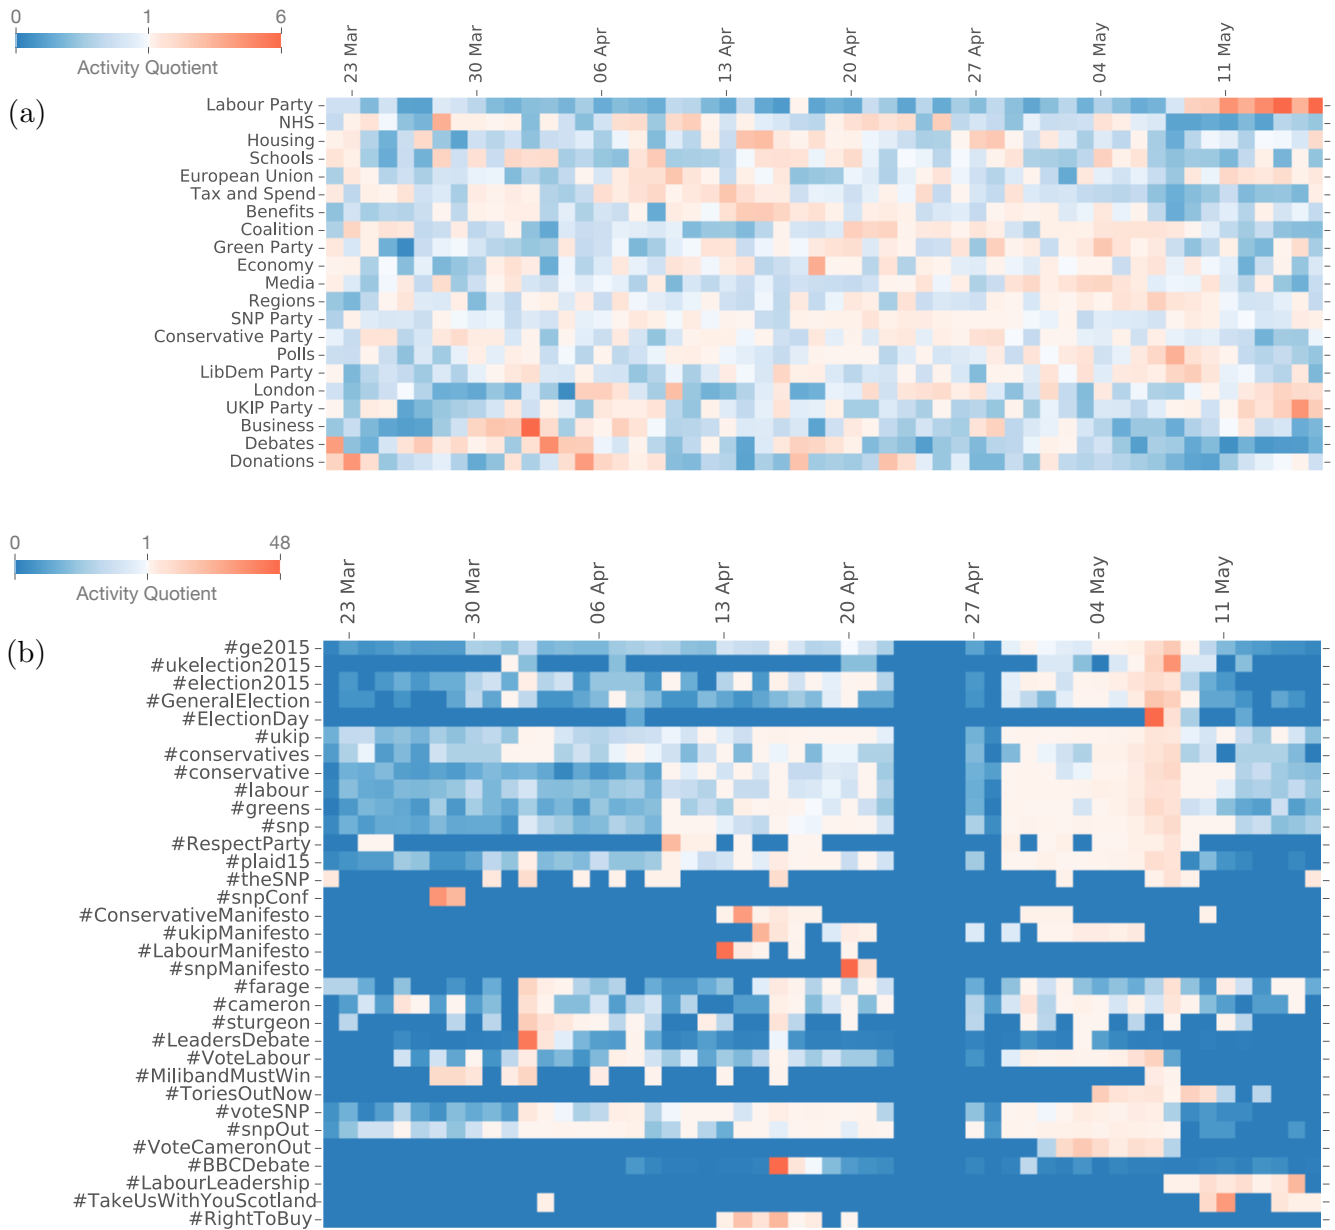 0 1 6
Activity Quotient
23 Mar 30 Mar 06 Apr 13 Apr 20 Apr 27 Apr 04 May 11 May
(a)
Labour Party
NHS
Housing
Schools
European Union
Tax and Spend
Benefits
Coalition
Green Party
Economy
Media
Regions
SNP Party
Conservative Party
Polls
LibDem Party
London
UKIP Party
Business
Debates
Donations
0 1 48
Activity Quotient
23 Mar 30 Mar 06 Apr 13 Apr 20 Apr 27 Apr 04 May 11 May
(b)
#ge2015
#ukelection2015
#election2015
#GeneralElection
#ElectionDay
#ukip
#conservatives
#conservative
#labour
#greens
#snp
#RespectParty
#plaid15
#theSNP
#snpConf
#ConservativeManifesto
#ukipManifesto
#LabourManifesto
#snpManifesto
#farage
#cameron
#sturgeon
#LeadersDebate
#VoteLabour
#MilibandMustWin
#ToriesOutNow
#voteSNP
#snpOut
#VoteCameronOut
#BBCDebate
#LabourLeadership
#TakeUsWithYouScotland
#RightToBuy